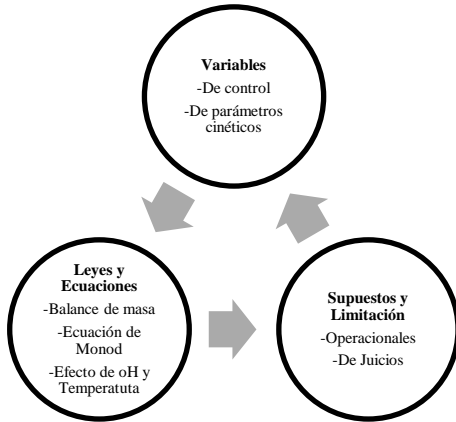 Variables
-De control
-De parámetros
cinéticos
Leyes y
Ecuaciones
-Balance de masa
-Ecuación de
Monod
-Efecto de oH y
Temperatuta
Supuestos y
Limitación
-Operacionales
-De Juicios